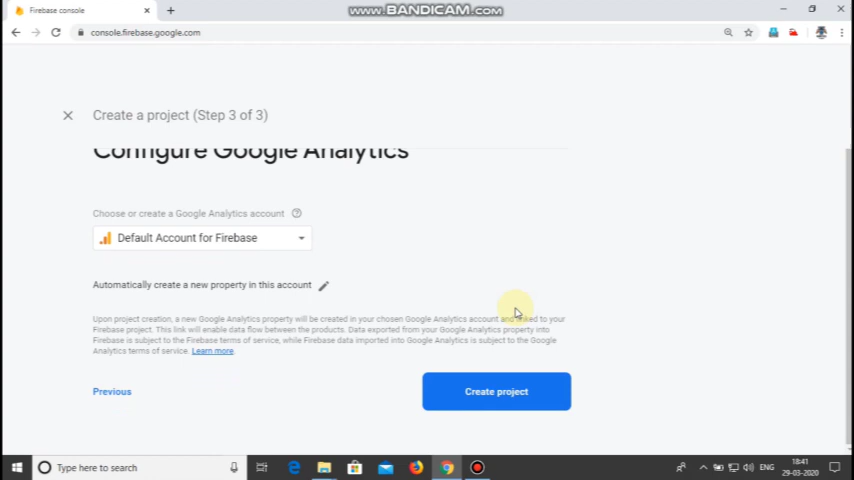 Firebase console
www.BANDICAM.com
console.firebase.google.com
Create a project (Step 3 of 3)
Configure Google Analytics
Choose or create a Google Analytics account
Default Account for Firebase
Automatically create a new property in this account
Upon project creation, a new Google Analytics property will be created in your chosen Google Analytics account and linked to your
Firebase project. This link will enable data flow between the products. Data exported from your Google Analytics property into
Firebase is subject to the Firebase terms of service, while Firebase data imported into Google Analytics is subject to the Google
Analytics terms of service. Learn more.
Previous
Create project
Type here to search
ENG
18:41
29-03-2020